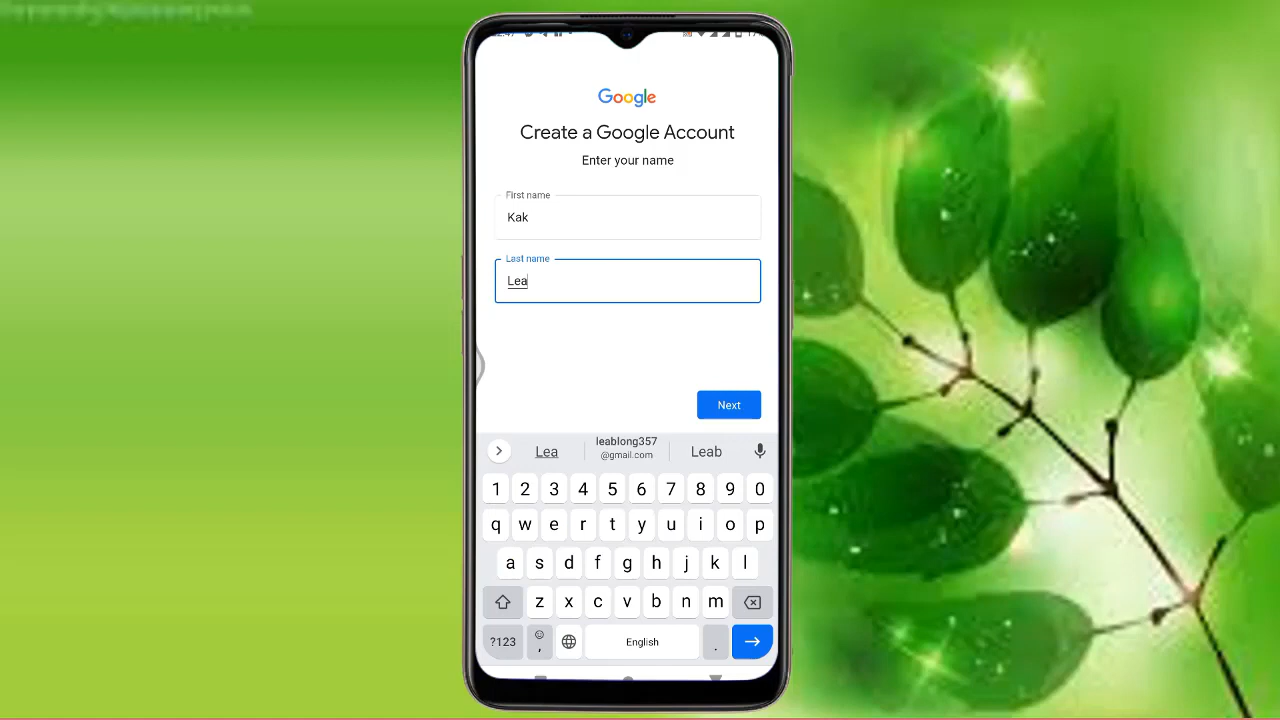 Google
Create a Google Account
Enter your name
First name
Kak
Last name
Lea
Next
Lea
leablong357
@gmail.com
Leab
1 2 3 4 5 6 7 8 9 0
q w e r t y u i o p
a s d f g h j k l
z x c v b n m
?123 , English .